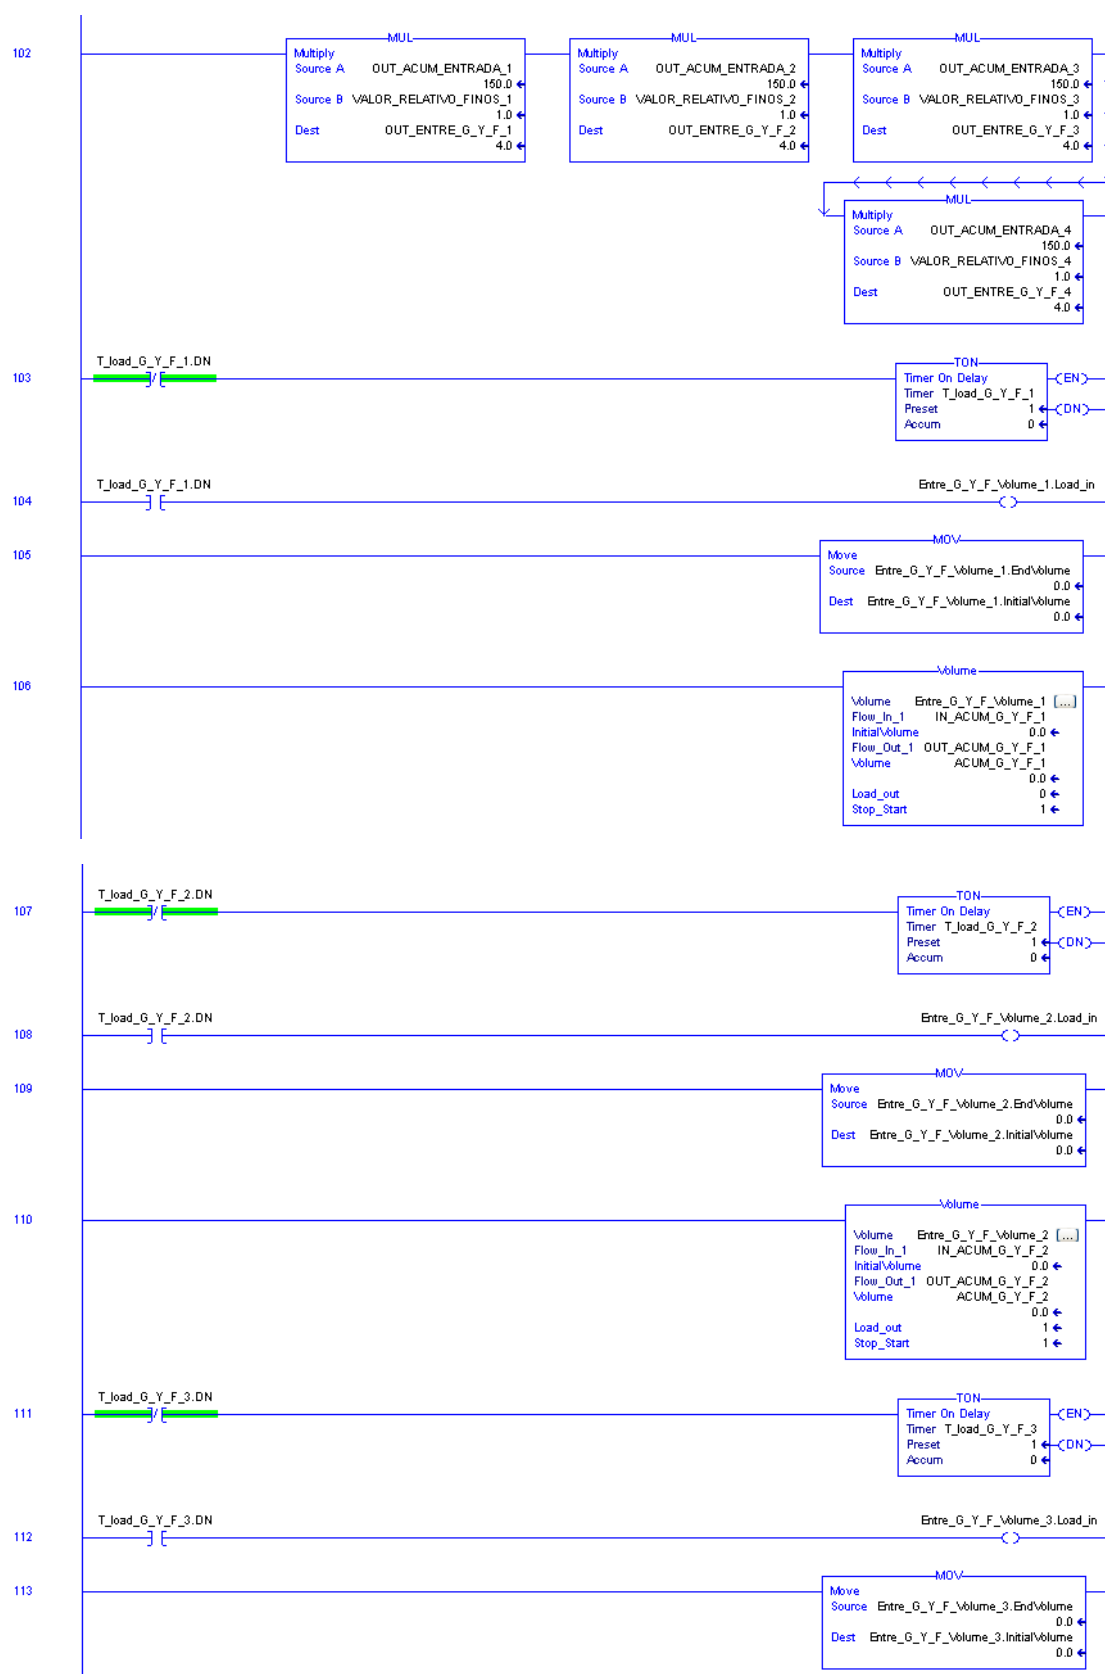 102
MUL
Multiply
Source A OUT_ACUM_ENTRADA_1
150.0
Source B VALOR_RELATIVO_FINOS_1
1.0
Dest OUT_ENTRE_G_Y_F_1
4.0
MUL
Multiply
Source A OUT_ACUM_ENTRADA_2
150.0
Source B VALOR_RELATIVO_FINOS_2
1.0
Dest OUT_ENTRE_G_Y_F_2
4.0
MUL
Multiply
Source A OUT_ACUM_ENTRADA_3
150.0
Source B VALOR_RELATIVO_FINOS_3
1.0
Dest OUT_ENTRE_G_Y_F_3
4.0
MUL
Multiply
Source A OUT_ACUM_ENTRADA_4
150.0
Source B VALOR_RELATIVO_FINOS_4
1.0
Dest OUT_ENTRE_G_Y_F_4
4.0
103
T_load_G_Y_F_1.DN
TON
Timer On Delay
Timer T_load_G_Y_F_1
Preset 1
Accum 0
EN
DN
104
T_load_G_Y_F_1.DN
Entre_G_Y_F_Volume_1.Load_in
105
MOV
Move
Source Entre_G_Y_F_Volume_1.EndVolume
0.0
Dest Entre_G_Y_F_Volume_1.InitialVolume
0.0
106
Volume
Volume Entre_G_Y_F_Volume_1 ...
Flow_In_1 IN_ACUM_G_Y_F_1
InitialVolume 0.0
Flow_Out_1 OUT_ACUM_G_Y_F_1
Volume ACUM_G_Y_F_1
0.0
Load_out 0
Stop_Start 1
107
T_load_G_Y_F_2.DN
TON
Timer On Delay
Timer T_load_G_Y_F_2
Preset 1
Accum 0
EN
DN
108
T_load_G_Y_F_2.DN
Entre_G_Y_F_Volume_2.Load_in
109
MOV
Move
Source Entre_G_Y_F_Volume_2.EndVolume
0.0
Dest Entre_G_Y_F_Volume_2.InitialVolume
0.0
110
Volume
Volume Entre_G_Y_F_Volume_2 ...
Flow_In_1 IN_ACUM_G_Y_F_2
InitialVolume 0.0
Flow_Out_1 OUT_ACUM_G_Y_F_2
Volume ACUM_G_Y_F_2
0.0
Load_out 1
Stop_Start 1
111
T_load_G_Y_F_3.DN
TON
Timer On Delay
Timer T_load_G_Y_F_3
Preset 1
Accum 0
EN
DN
112
T_load_G_Y_F_3.DN
Entre_G_Y_F_Volume_3.Load_in
113
MOV
Move
Source Entre_G_Y_F_Volume_3.EndVolume
0.0
Dest Entre_G_Y_F_Volume_3.InitialVolume
0.0